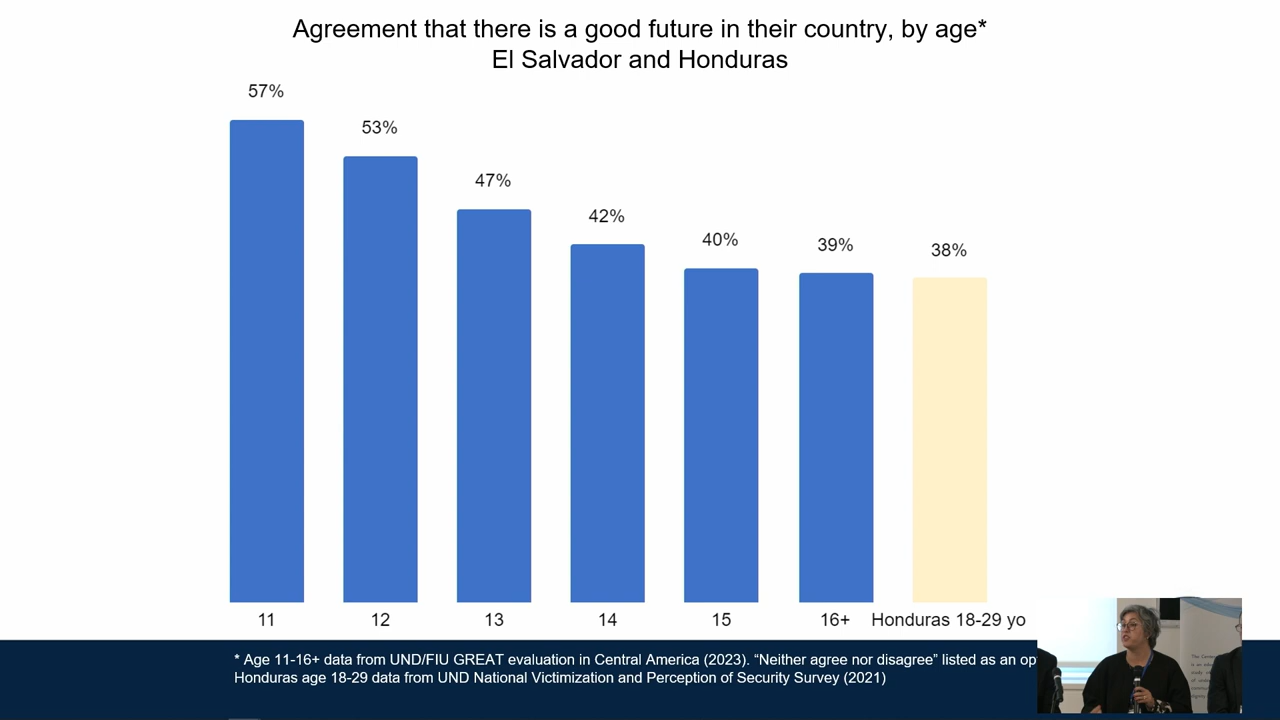 Agreement that there is a good future in their country, by age*
El Salvador and Honduras
57%
53%
47%
42%
40%
39%
38%
11
12
13
14
15
16+
Honduras 18-29 yo
* Age 11-16+ data from UND/FIU GREAT evaluation in Central America (2023). “Neither agree nor disagree” listed as an
Honduras age 18-29 data from UND National Victimization and Perception of Security Survey (2021)